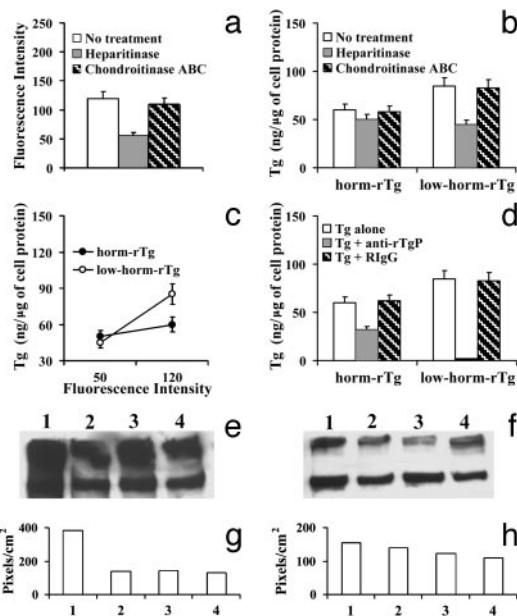 a
No treatment
Heparitinase
Chondroitinase ABC
Fluorescence Intensity
250
200
150
100
50
0
b
No treatment
Heparitinase
Chondroitinase ABC
Tg (ng/µg of cell protein)
150
100
50
0
horm-rTg low-horm-rTg
c
horm-rTg
low-horm-rTg
Tg (ng/µg of cell protein)
150
120
90
60
30
50 120
Fluorescence Intensity
d
Tg alone
Tg + anti-rTgP
Tg + RIgG
Tg (ng/µg of cell protein)
150
100
50
0
horm-rTg low-horm-rTg
1 2 3 4
e
1 2 3 4
f
g
Pixels/cm²
400
200
0
1 2 3 4
h
Pixels/cm²
200
100
0
1 2 3 4